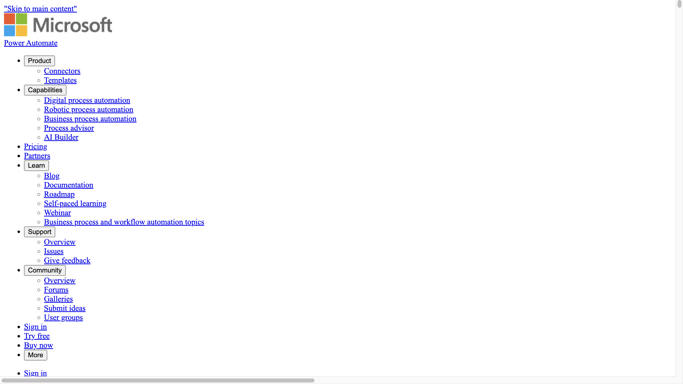 "Skip to main content"
Microsoft
Power Automate
Product
Connectors
Templates
Capabilities
Digital process automation
Robotic process automation
Business process automation
Process advisor
AI Builder
Pricing
Partners
Learn
Blog
Documentation
Roadmap
Self-paced learning
Webinar
Business process and workflow automation topics
Support
Overview
Issues
Give feedback
Community
Overview
Forums
Galleries
Submit ideas
User groups
Sign in
Try free
Buy now
More
Sign in